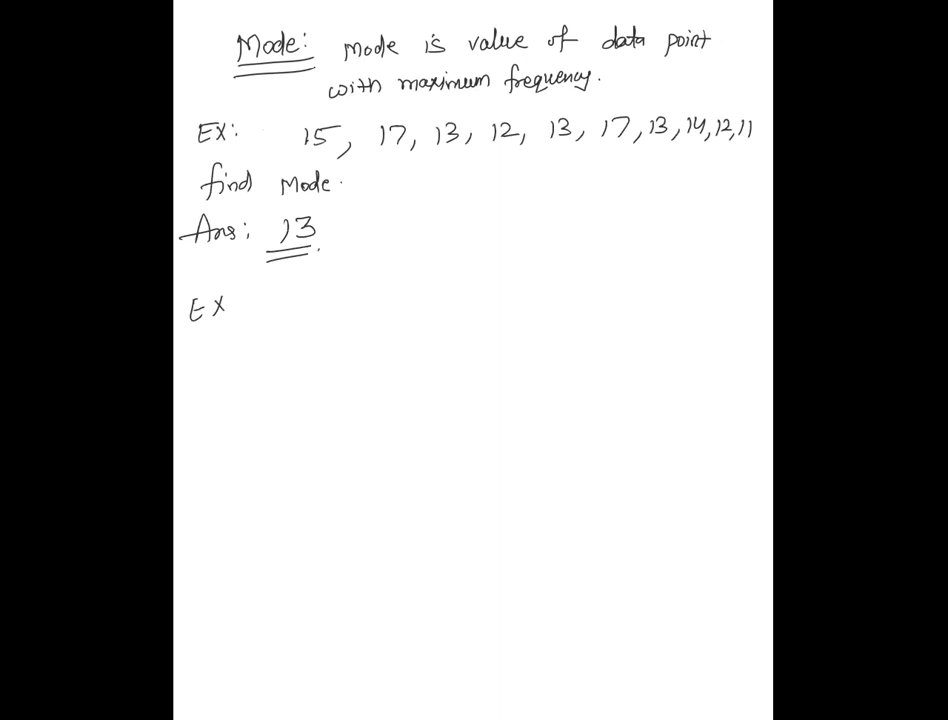 Mode: Mode is value of data point
with maximum frequency.
EX: 15, 17, 13, 12, 13, 17, 13, 14, 12, 11
find Mode.
Ans: 13.
EX